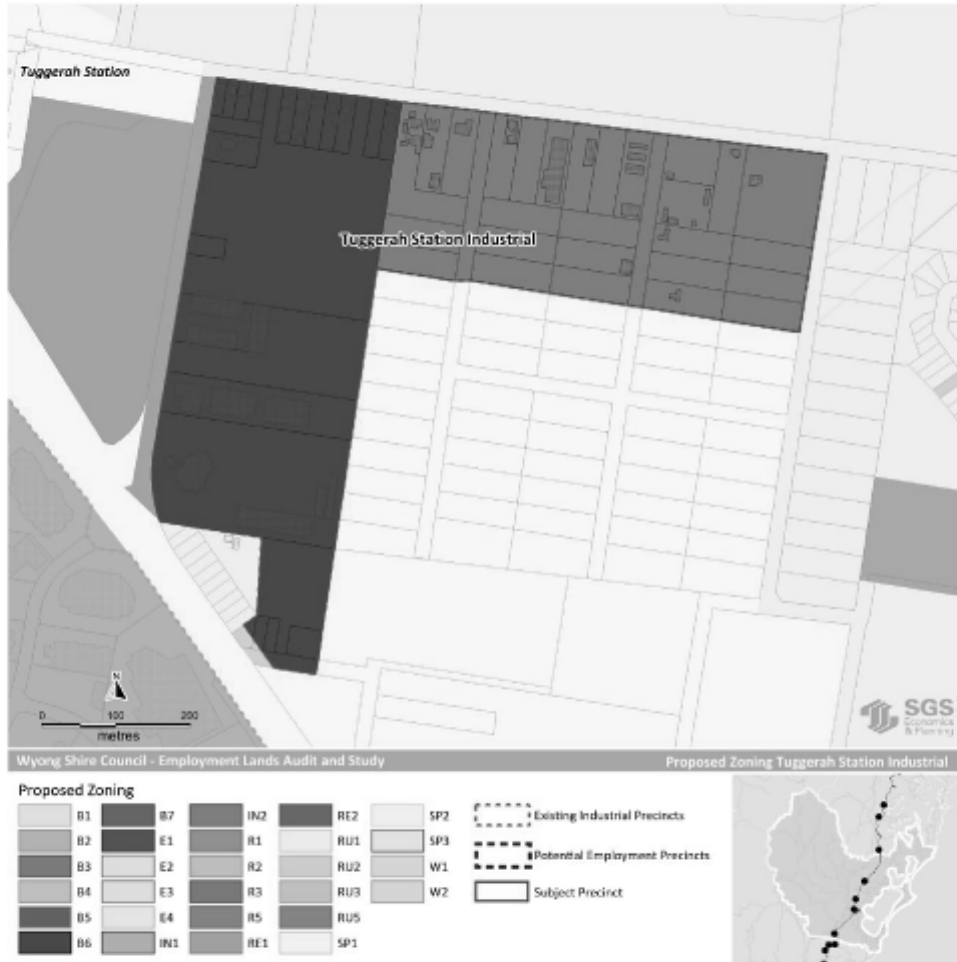 Tuggerah Station
Tuggerah Station Industrial
N
0 100 200
metres
SGS
Economics
& Planning
Wyong Shire Council - Employment Lands Audit and Study
Proposed Zoning Tuggerah Station Industrial
Proposed Zoning
B1 B7 IN2 RE2 SP2
B2 E1 R1 RU1 SP3
B3 E2 R2 RU2 W1
B4 E3 R3 RU3 W2
B5 E4 R5 RU5
B6 IN1 RE1 SP1
Existing Industrial Precincts
Potential Employment Precincts
Subject Precinct